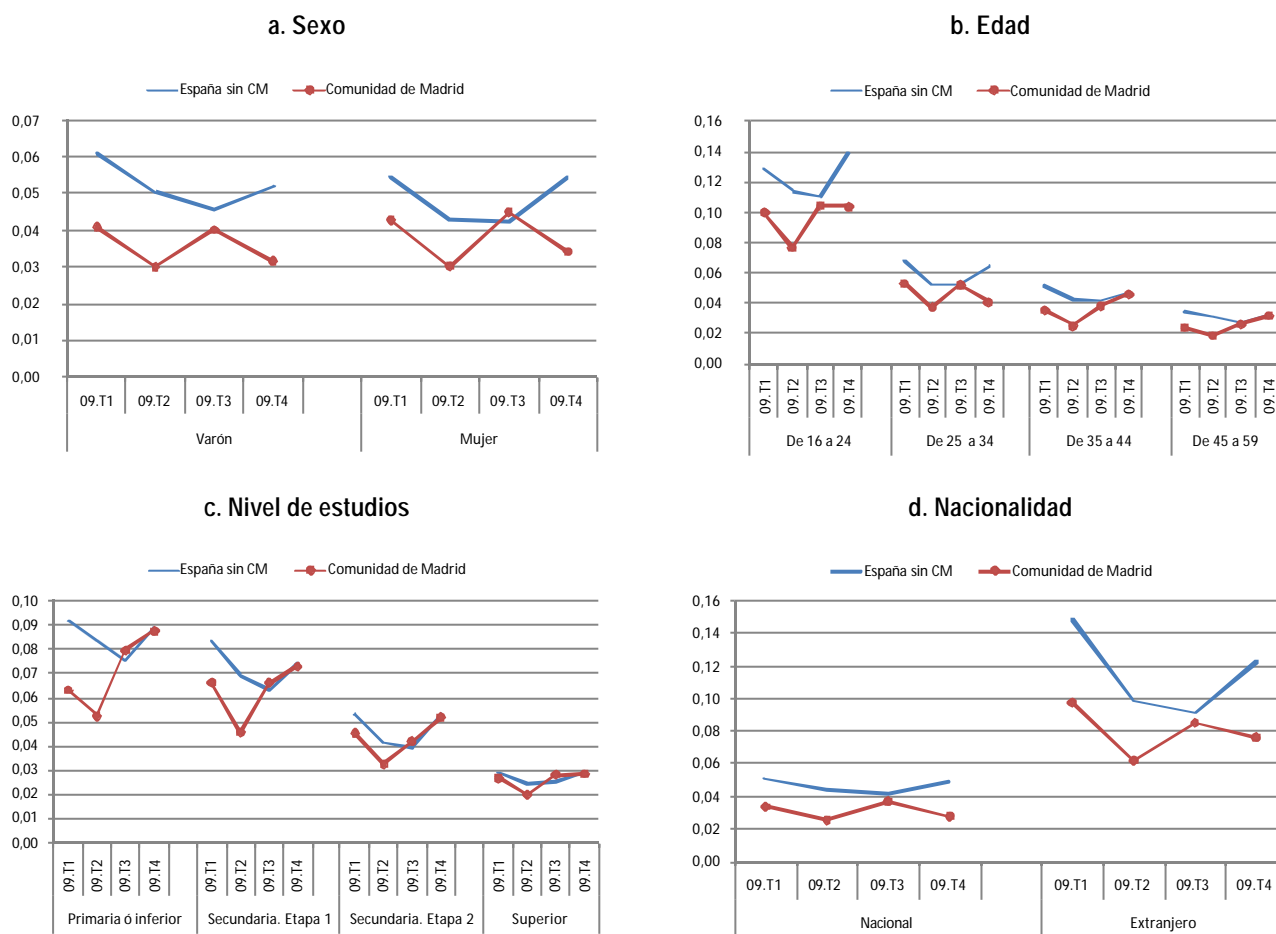 a. Sexo
España sin CM
Comunidad de Madrid
0,07
0,06
0,05
0,04
0,03
0,02
0,01
0,00
09.T1 09.T2 09.T3 09.T4 09.T1 09.T2 09.T3 09.T4
Varón Mujer
b. Edad
España sin CM
Comunidad de Madrid
0,16
0,14
0,12
0,10
0,08
0,06
0,04
0,02
0,00
09.T1 09.T2 09.T3 09.T4 09.T1 09.T2 09.T3 09.T4 09.T1 09.T2 09.T3 09.T4 09.T1 09.T2 09.T3 09.T4
De 16 a 24 De 25 a 34 De 35 a 44 De 45 a 59
c. Nivel de estudios
España sin CM
Comunidad de Madrid
0,10
0,09
0,08
0,07
0,06
0,05
0,04
0,03
0,02
0,01
0,00
09.T1 09.T2 09.T3 09.T4 09.T1 09.T2 09.T3 09.T4 09.T1 09.T2 09.T3 09.T4 09.T1 09.T2 09.T3 09.T4
Primaria ó inferior Secundaria. Etapa 1 Secundaria. Etapa 2 Superior
d. Nacionalidad
España sin CM
Comunidad de Madrid
0,16
0,14
0,12
0,10
0,08
0,06
0,04
0,02
0,00
09.T1 09.T2 09.T3 09.T4 09.T1 09.T2 09.T3 09.T4
Nacional Extranjero